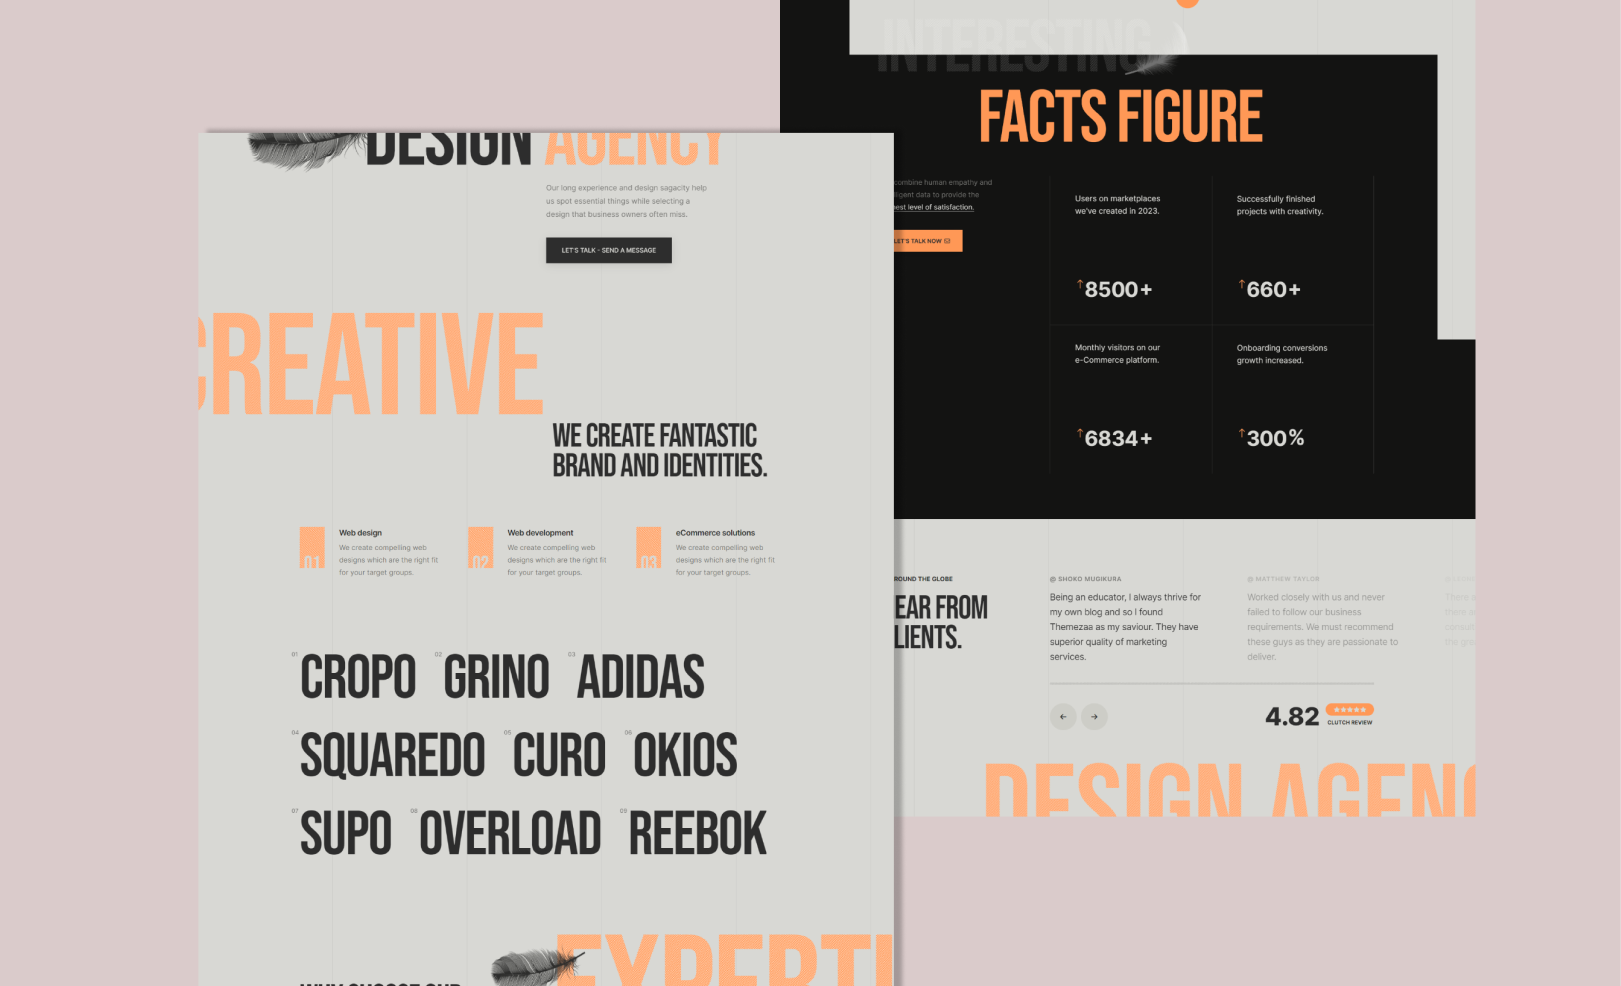 DESIGN AGENCY
Our long experience and design sagacity help
us spot essential things while selecting a
design that business owners often miss.
LET'S TALK - SEND A MESSAGE
CREATIVE
WE CREATE FANTASTIC
BRAND AND IDENTITIES.
01
Web design
We create compelling web
designs which are the right fit
for your target groups.
02
Web development
We create compelling web
designs which are the right fit
for your target groups.
03
eCommerce solutions
We create compelling web
designs which are the right fit
for your target groups.
01 CROPO 02 GRINO 03 ADIDAS
04 SQUAREDO 05 CURO 06 OKIOS
07 SUPO 08 OVERLOAD 09 REEBOK
EXPERTI
WHY CHOOSE OUR
INTERESTING
FACTS FIGURE
combine human empathy and
ligent data to provide the
est level of satisfaction.
LET'S TALK NOW
Users on marketplaces
we've created in 2023.
↑8500+
Successfully finished
projects with creativity.
↑660+
Monthly visitors on our
e-Commerce platform.
↑6834+
Onboarding conversions
growth increased.
↑300%
ROUND THE GLOBE
EAR FROM
LIENTS.
@ SHOKO MUGIKURA
Being an educator, I always thrive for
my own blog and so I found
Themezaa as my saviour. They have
superior quality of marketing
services.
@ MATTHEW TAYLOR
Worked closely with us and never
failed to follow our business
requirements. We must recommend
these guys as they are passionate to
deliver.
← →
4.82
CLUTCH REVIEW
DESIGN AGENC